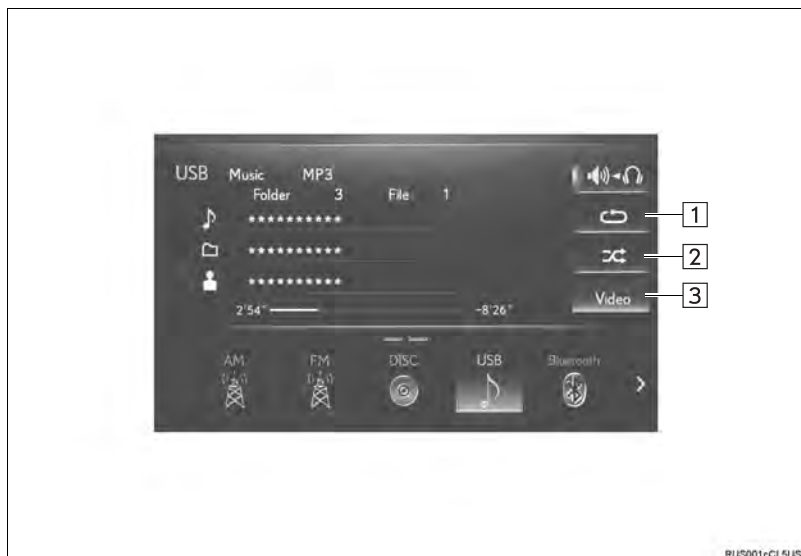 USB Music MP3
Folder 3 File 1
**********
1
**********
2
**********
Video
3
2'54" -8'26"
AM FM DISC USB Bluetooth
RUS001cCL5US